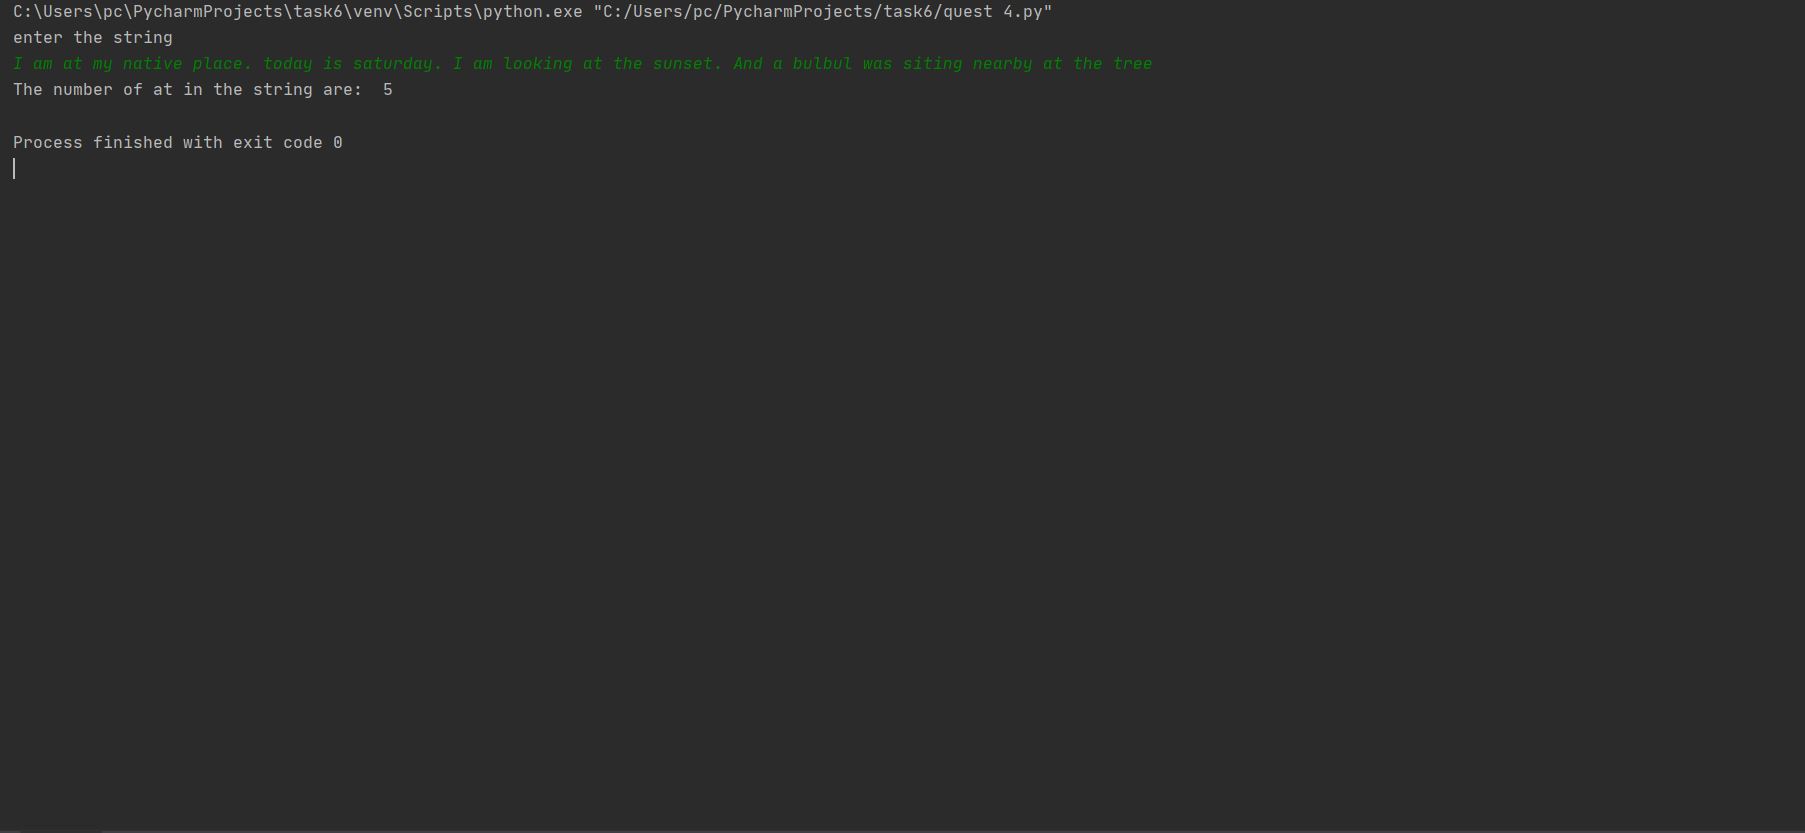 C:\Users\pc\PycharmProjects\task6\venv\Scripts\python.exe "C:/Users/pc/PycharmProjects/task6/quest 4.py"
enter the string
I am at my native place. today is saturday. I am looking at the sunset. And a bulbul was siting nearby at the tree
The number of at in the string are:  5
Process finished with exit code 0